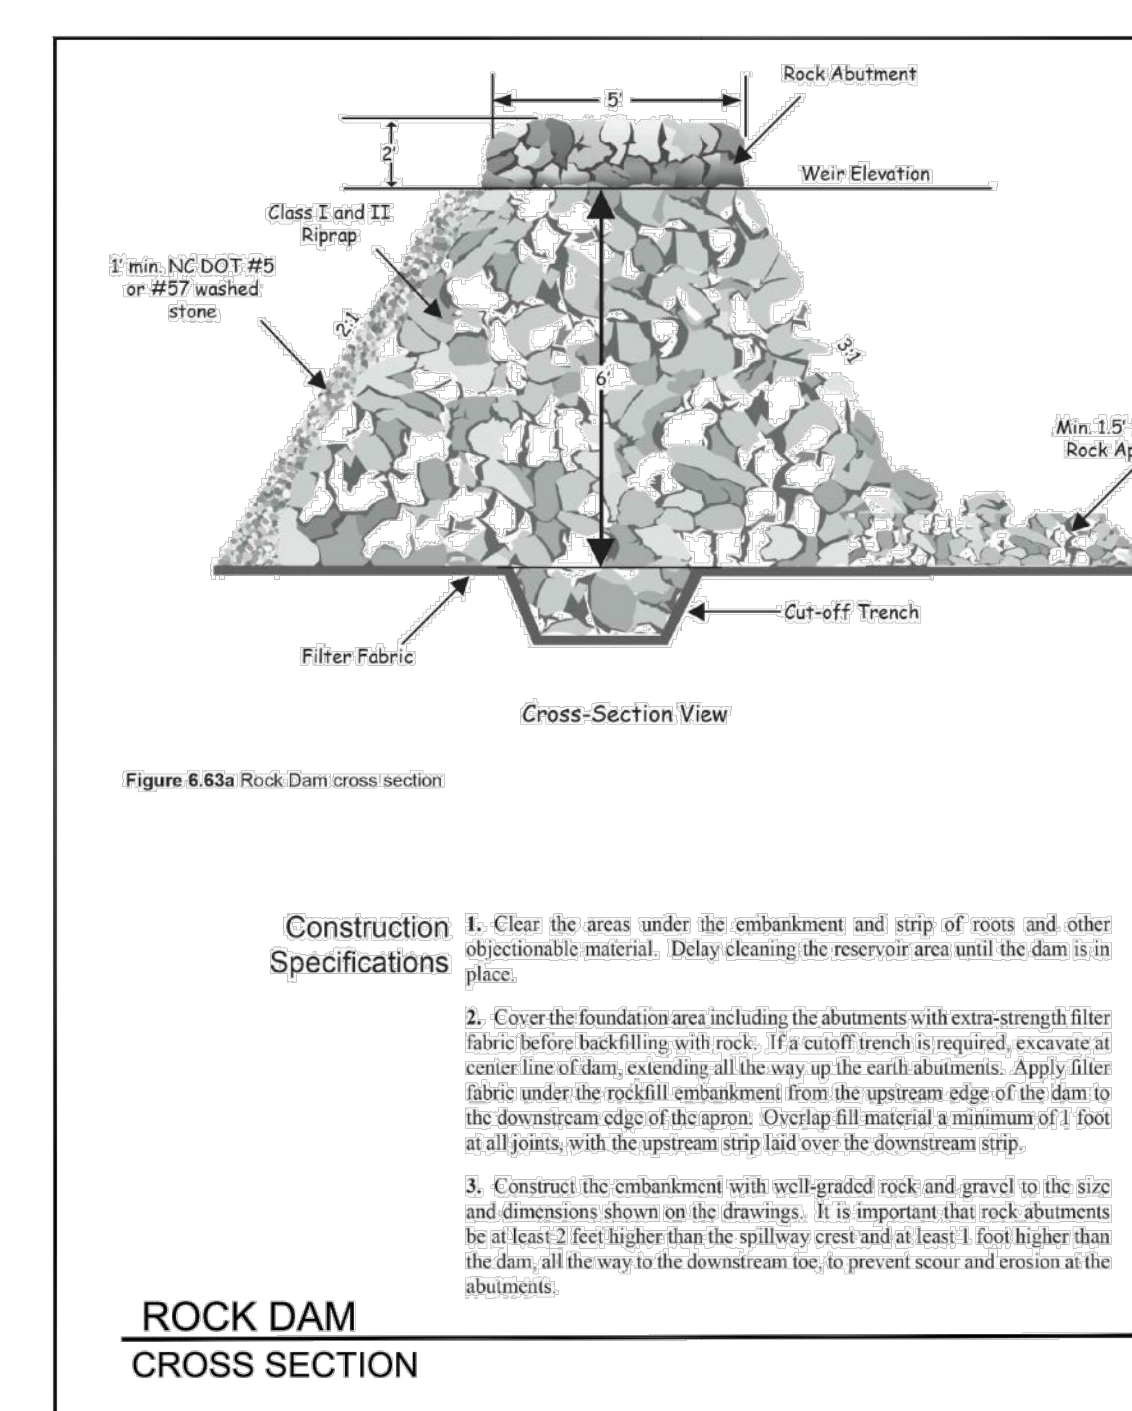 Rock Abutment
5'
2'
Weir Elevation
Class I and II
Riprap
1' min. NC DOT #5
or #57 washed
stone
2:1
3:1
6'
Min. 1.5'
Rock Ap
Cut-off Trench
Filter Fabric
Cross-Section View
Figure 6.63a Rock Dam cross section
Construction
Specifications
1. Clear the areas under the embankment and strip of roots and other
objectionable material. Delay cleaning the reservoir area until the dam is in
place.
2. Cover the foundation area including the abutments with extra-strength filter
fabric before backfilling with rock. If a cutoff trench is required, excavate at
center line of dam, extending all the way up the earth abutments. Apply filter
fabric under the rockfill embankment from the upstream edge of the dam to
the downstream edge of the apron. Overlap fill material a minimum of 1 foot
at all joints, with the upstream strip laid over the downstream strip.
3. Construct the embankment with well-graded rock and gravel to the size
and dimensions shown on the drawings. It is important that rock abutments
be at least 2 feet higher than the spillway crest and at least 1 foot higher than
the dam, all the way to the downstream toe, to prevent scour and erosion at the
abutments.
ROCK DAM
CROSS SECTION